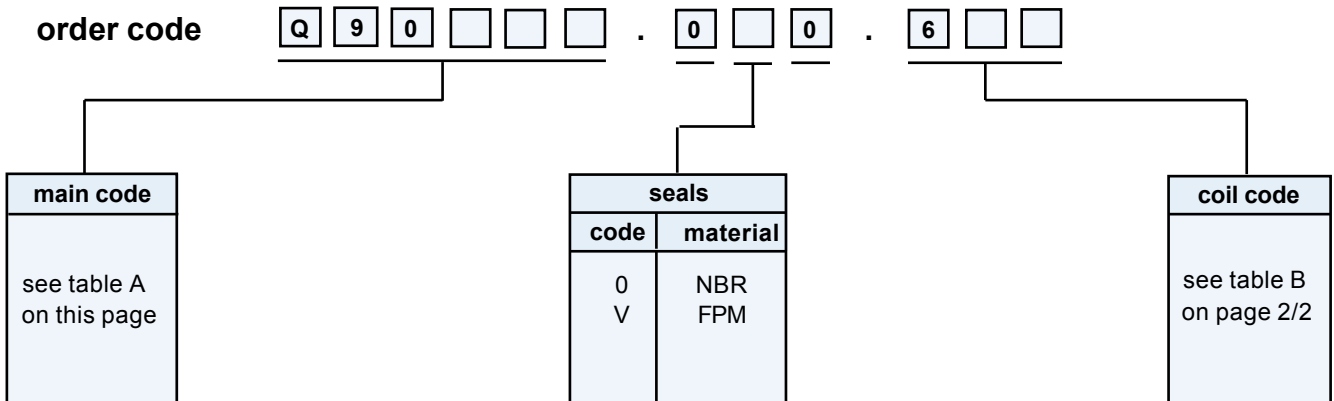 order code Q 9 0 . 0 0 . 6
main code
see table A
on this page
seals
code material
0 NBR
V FPM
coil code
see table B
on page 2/2